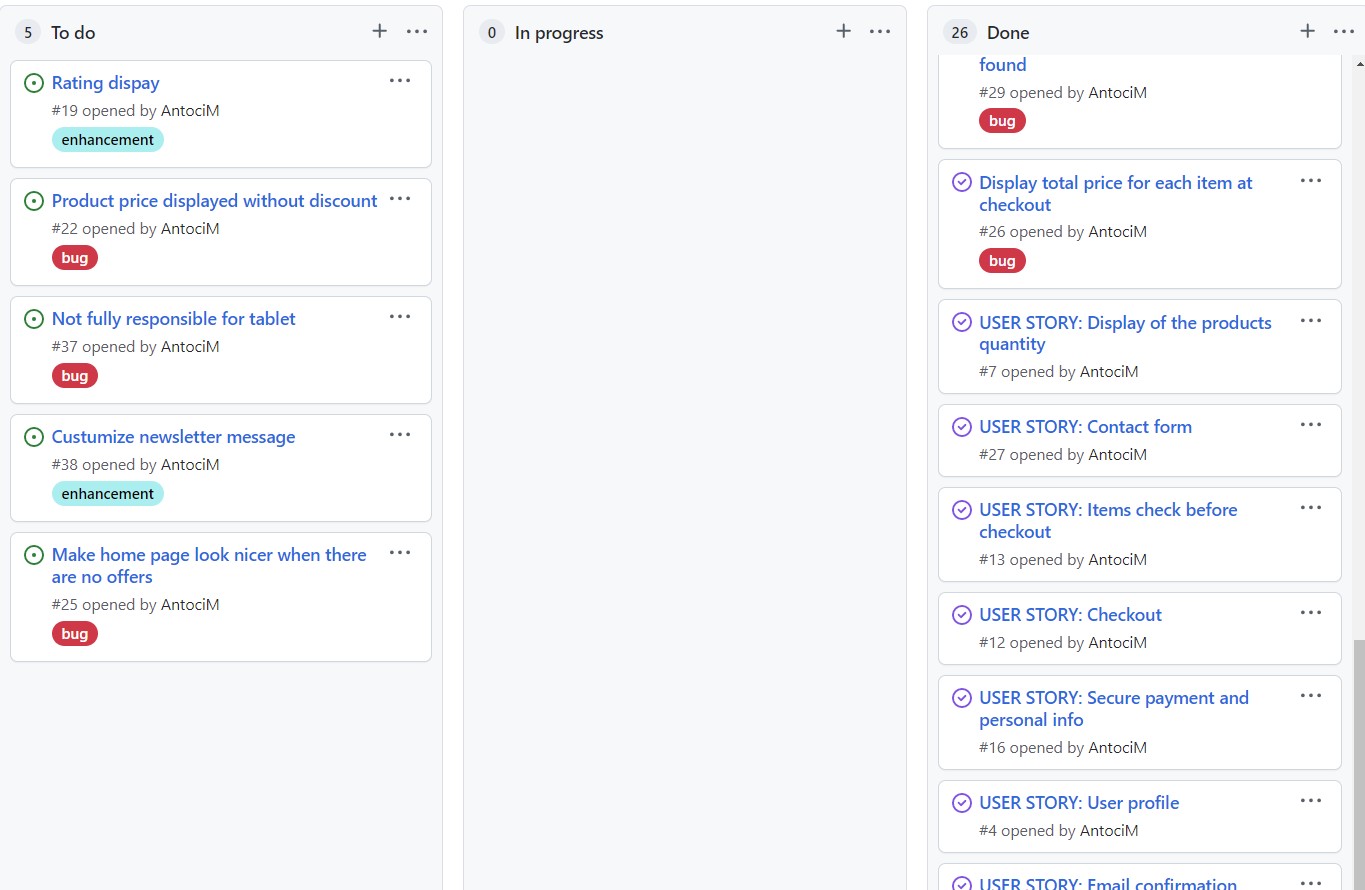 5 To do
Rating dispay
#19 opened by AntociM
enhancement
Product price displayed without discount
#22 opened by AntociM
bug
Not fully responsible for tablet
#37 opened by AntociM
bug
Custumize newsletter message
#38 opened by AntociM
enhancement
Make home page look nicer when there
are no offers
#25 opened by AntociM
bug
0 In progress
26 Done
found
#29 opened by AntociM
bug
Display total price for each item at
checkout
#26 opened by AntociM
bug
USER STORY: Display of the products
quantity
#7 opened by AntociM
USER STORY: Contact form
#27 opened by AntociM
USER STORY: Items check before
checkout
#13 opened by AntociM
USER STORY: Checkout
#12 opened by AntociM
USER STORY: Secure payment and
personal info
#16 opened by AntociM
USER STORY: User profile
#4 opened by AntociM
USER STORY: Email confirmation